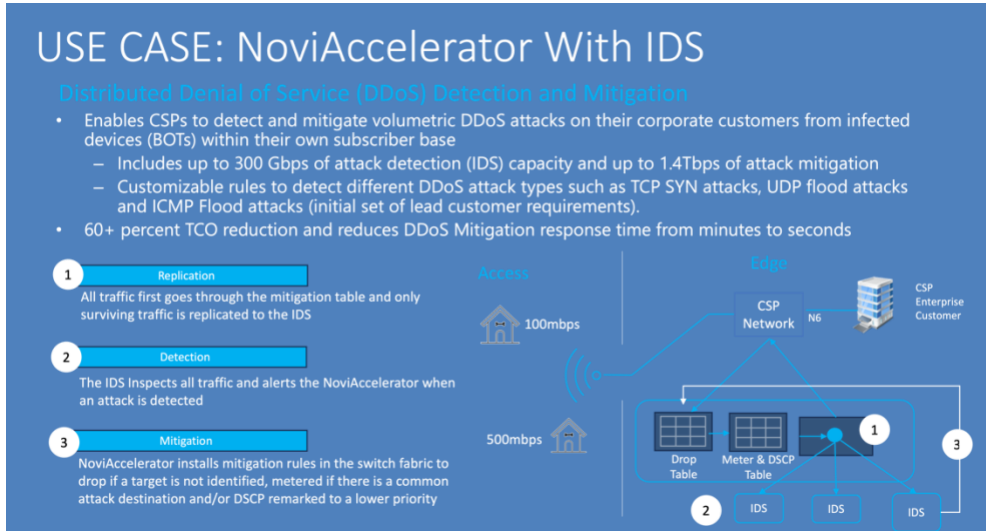 USE CASE: NoviAccelerator With IDS
Distributed Denial of Service (DDoS) Detection and Mitigation
• Enables CSPs to detect and mitigate volumetric DDoS attacks on their corporate customers from infected
devices (BOTs) within their own subscriber base
– Includes up to 300 Gbps of attack detection (IDS) capacity and up to 1.4Tbps of attack mitigation
– Customizable rules to detect different DDoS attack types such as TCP SYN attacks, UDP flood attacks
and ICMP Flood attacks (initial set of lead customer requirements).
• 60+ percent TCO reduction and reduces DDoS Mitigation response time from minutes to seconds
1
Replication
All traffic first goes through the mitigation table and only
surviving traffic is replicated to the IDS
2
Detection
The IDS Inspects all traffic and alerts the NoviAccelerator when
an attack is detected
3
Mitigation
NoviAccelerator installs mitigation rules in the switch fabric to
drop if a target is not identified, metered if there is a common
attack destination and/or DSCP remarked to a lower priority
Access
100mbps
500mbps
Edge
CSP
Network
N6
CSP
Enterprise
Customer
Drop
Table
Meter & DSCP
Table
1
3
2
IDS
IDS
IDS